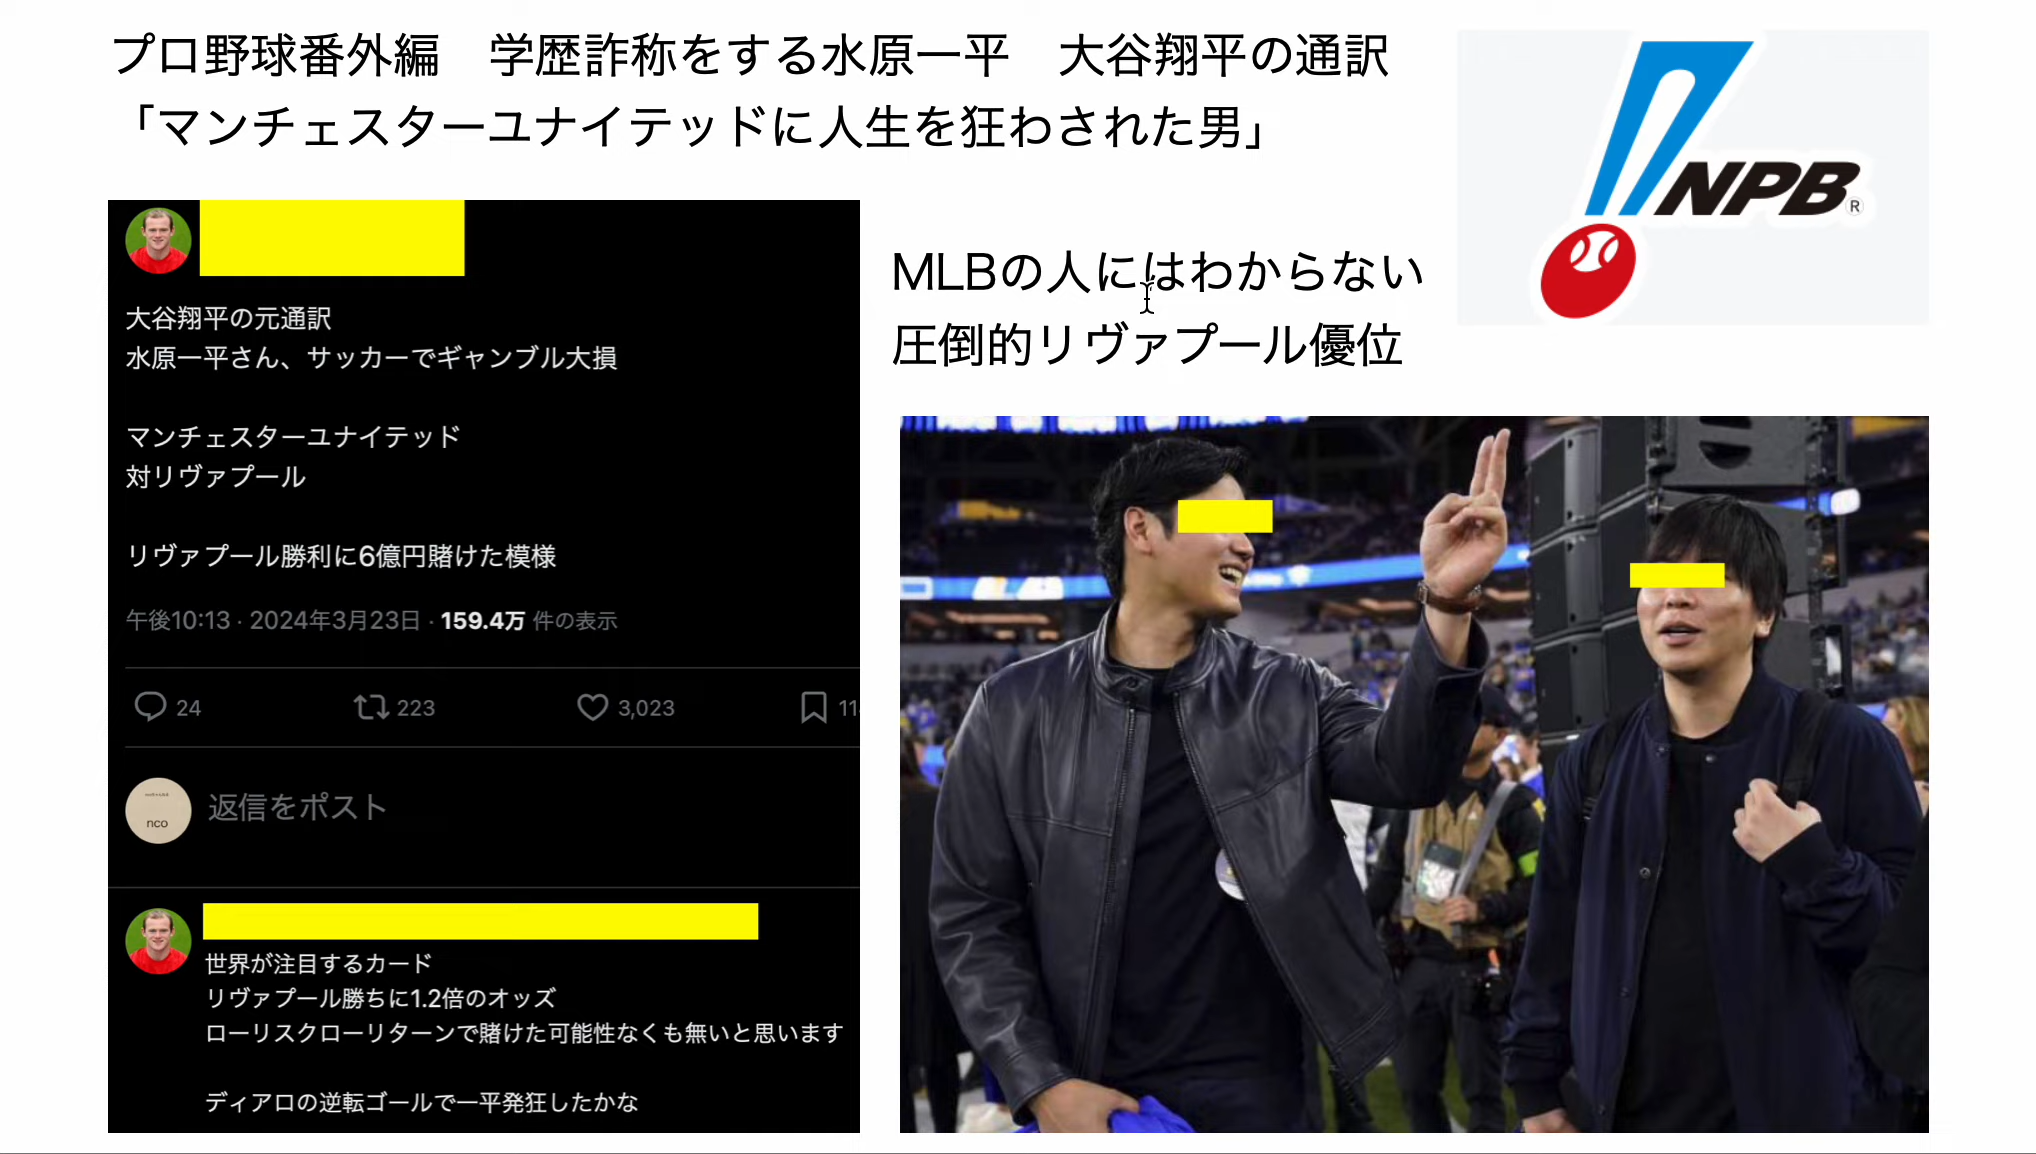 プロ野球番外編　学歴詐称をする水原一平　大谷翔平の通訳
「マンチェスターユナイテッドに人生を狂わされた男」
NPB®
MLBの人にはわからない
圧倒的リヴァプール優位
大谷翔平の元通訳
水原一平さん、サッカーでギャンブル大損
マンチェスターユナイテッド
対リヴァプール
リヴァプール勝利に6億円賭けた模様
午後10:13 · 2024年3月23日 · 159.4万 件の表示
24 223 3,023
nco 返信をポスト
世界が注目するカード
リヴァプール勝ちに1.2倍のオッズ
ローリスクローリターンで賭けた可能性なくも無いと思います
ディアロの逆転ゴールで一平発狂したかな